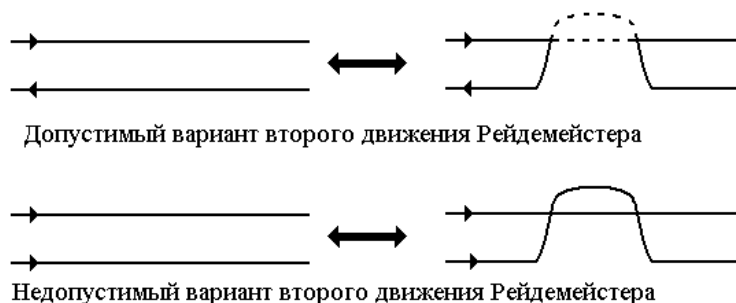 Допустимый вариант второго движения Рейдемейстера
Недопустимый вариант второго движения Рейдемейстера